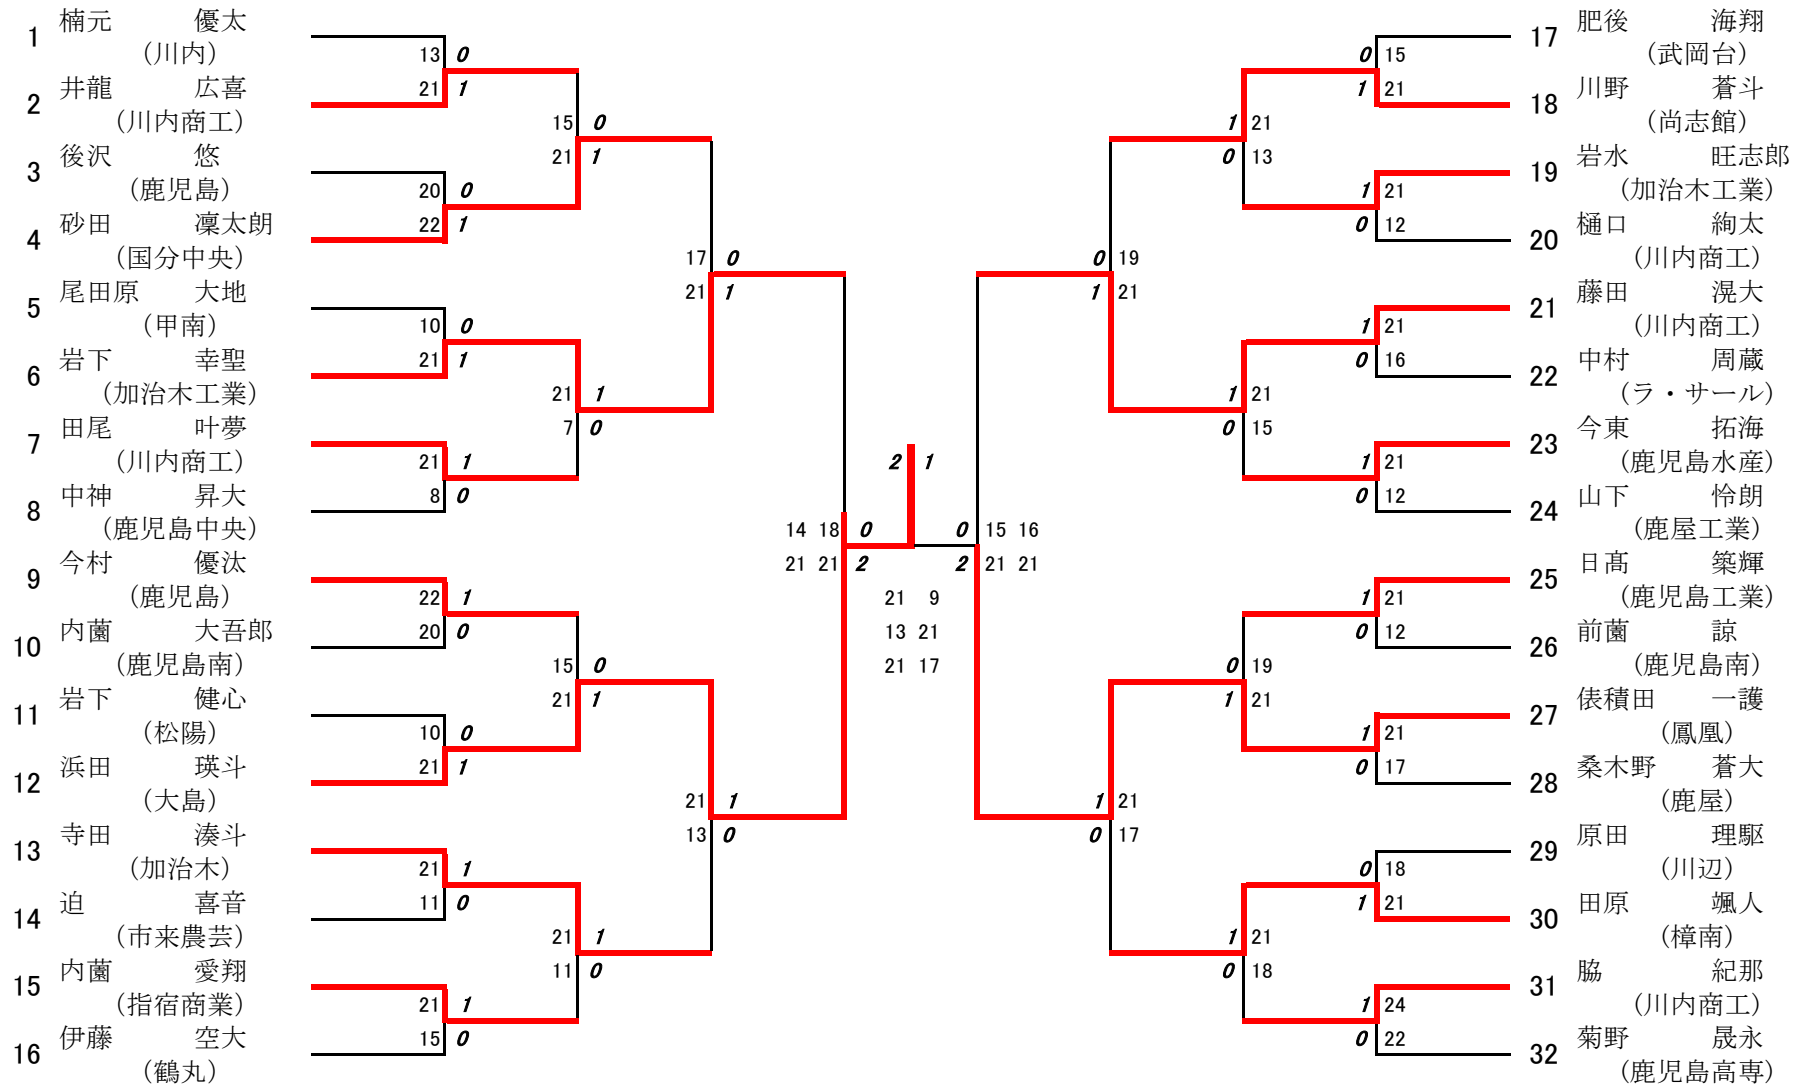 1 楠元 優太
(川内)
2 井龍 広喜
(川内商工)
3 後沢 悠
(鹿児島)
4 砂田 凜太朗
(国分中央)
5 尾田原 大地
(甲南)
6 岩下 幸聖
(加治木工業)
7 田尾 叶夢
(川内商工)
8 中神 昇大
(鹿児島中央)
9 今村 優汰
(鹿児島)
10 内薗 大吾郎
(鹿児島南)
11 岩下 健心
(松陽)
12 浜田 瑛斗
(大島)
13 寺田 湊斗
(加治木)
14 迫 喜音
(市来農芸)
15 内薗 愛翔
(指宿商業)
16 伊藤 空大
(鶴丸)
13 0
21 1
20 0
22 1
10 0
21 1
21 1
8 0
22 1
20 0
10 0
21 1
21 1
11 0
21 1
15 0
15 0
21 1
21 1
7 0
15 0
21 1
21 1
11 0
17 0
21 1
21 1
13 0
14 18 0
21 21 2
2 1
21 9
13 21
21 17
0 15 16
2 21 21
0 19
1 21
1 21
0 17
1 21
0 13
1 21
0 15
0 19
1 21
1 21
0 18
0 15
1 21
1 21
0 12
1 21
0 16
1 21
0 12
1 21
0 12
1 21
0 17
0 18
1 21
1 24
0 22
17 肥後 海翔
(武岡台)
18 川野 蒼斗
(尚志館)
19 岩水 旺志郎
(加治木工業)
20 樋口 絢太
(川内商工)
21 藤田 滉大
(川内商工)
22 中村 周蔵
(ラ・サール)
23 今東 拓海
(鹿児島水産)
24 山下 怜朗
(鹿屋工業)
25 日髙 築輝
(鹿児島工業)
26 前薗 諒
(鹿児島南)
27 俵積田 一護
(鳳凰)
28 桑木野 蒼大
(鹿屋)
29 原田 理駆
(川辺)
30 田原 颯人
(樟南)
31 脇 紀那
(川内商工)
32 菊野 晟永
(鹿児島高専)